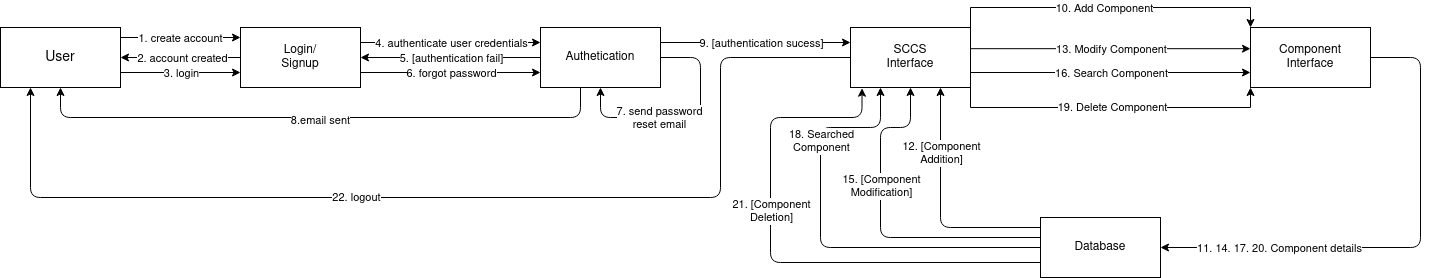 User
1. create account
2. account created
3. login
Login/
Signup
4. authenticate user credentials
5. [authentication fail]
6. forgot password
Authetication
7. send password
reset email
8.email sent
9. [authentication sucess]
SCCS
Interface
10. Add Component
13. Modify Component
16. Search Component
19. Delete Component
Component
Interface
18. Searched
Component
12. [Component
Addition]
15. [Component
Modification]
21. [Component
Deletion]
22. logout
Database
11. 14. 17. 20. Component details